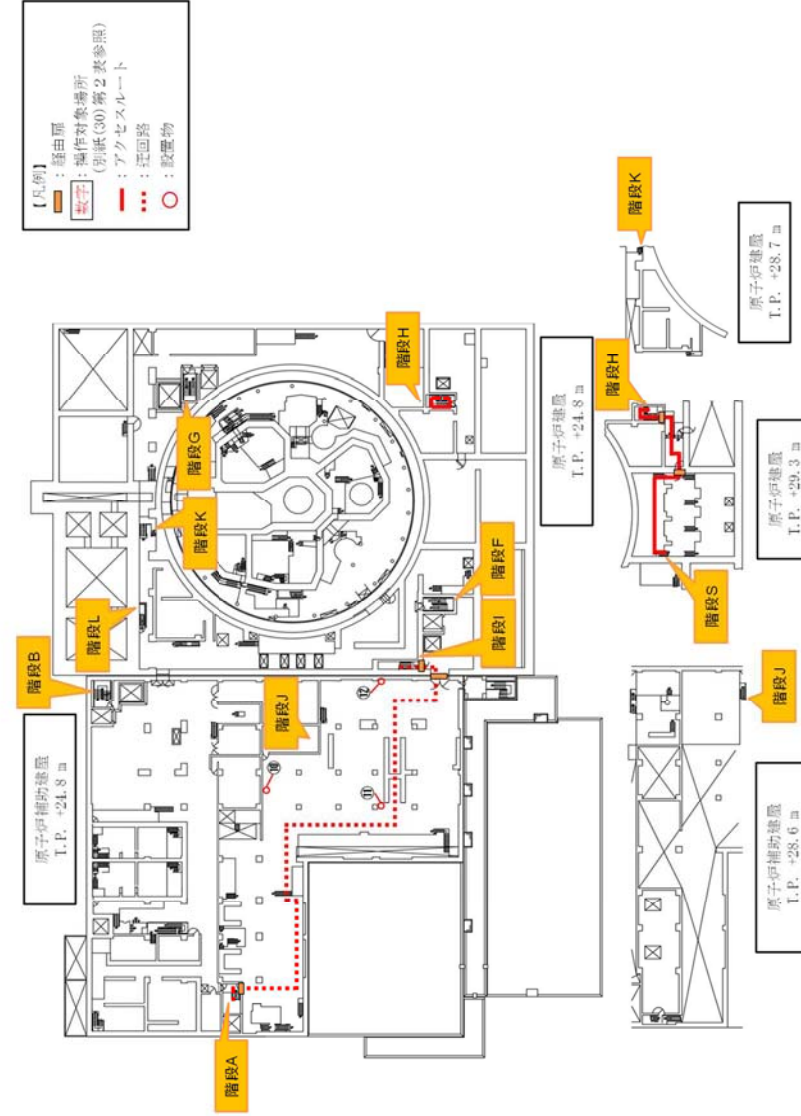 【凡例】
：経由扉
数字：操作対象場所
(別紙(30)第2表参照)
：アクセスルート
：迂回路
：設置物
原子炉補助建屋
T.P. +24.8 m
階段B
階段L
階段K
階段G
階段H
階段J
階段I
階段F
階段A
⑩
⑪
⑫
原子炉建屋
T.P. +24.8 m
原子炉補助建屋
T.P. +28.6 m
階段J
原子炉建屋
T.P. +29.3 m
階段S
階段H
原子炉建屋
T.P. +28.7 m
階段K